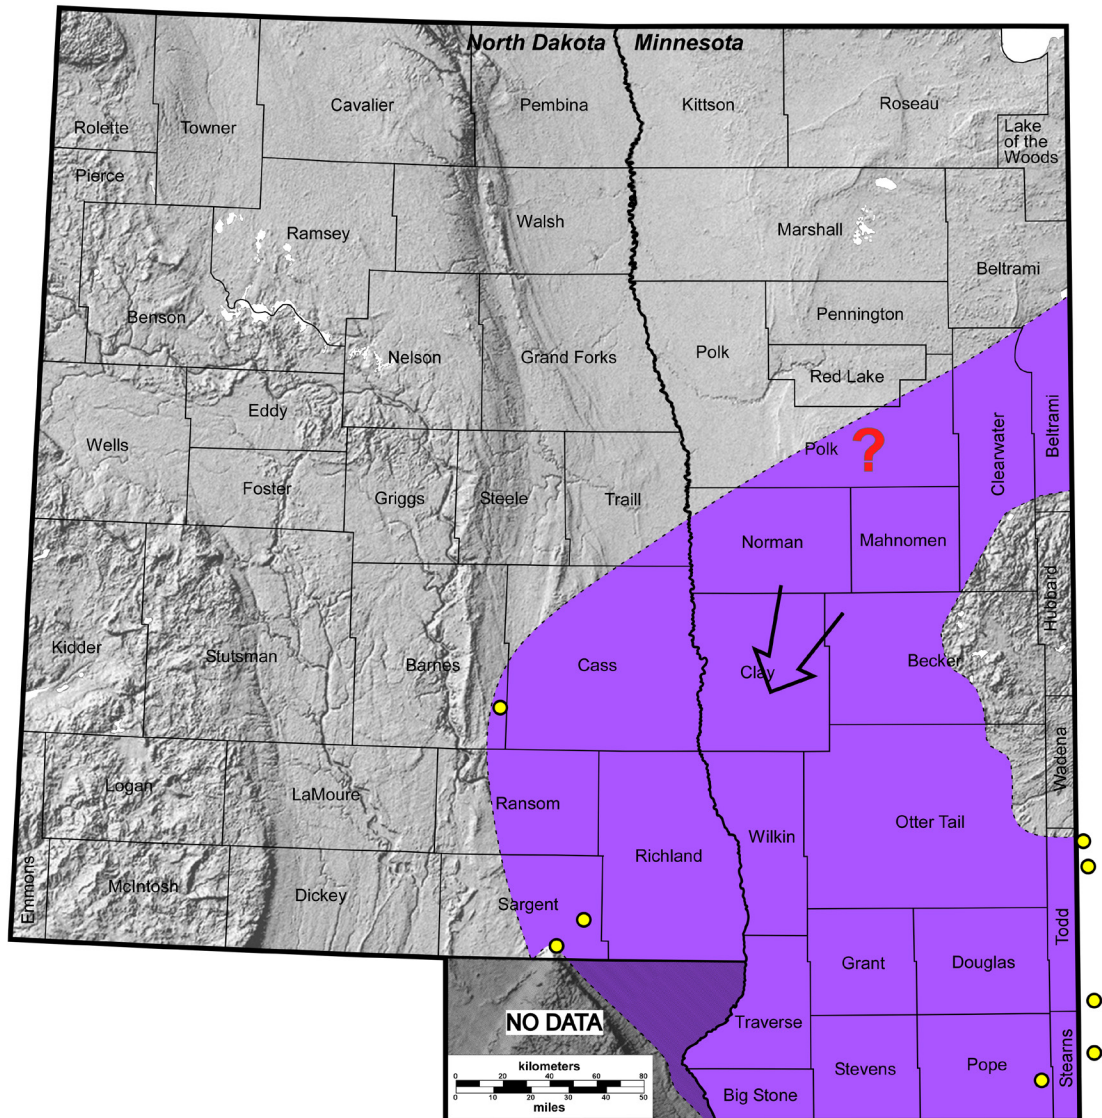 North Dakota Minnesota
Cavalier
Pembina
Kittson
Roseau
Rolette
Towner
Lake
of the
Woods
Pierce
Ramsey
Walsh
Marshall
Beltrami
Benson
Nelson
Grand Forks
Polk
Pennington
Red Lake
Eddy
Wells
Foster
Griggs
Steele
Traill
Polk
?
Clearwater
Beltrami
Norman
Mahnomen
Hubbard
Kidder
Stutsman
Barnes
Cass
Clay
Becker
Wadena
Logan
LaMoure
Ransom
Richland
Wilkin
Otter Tail
Emmons
McIntosh
Dickey
Sargent
Todd
Grant
Douglas
NO DATA
Traverse
Stevens
Pope
Stearns
Big Stone
kilometers
0 20 40 60 80
0 10 20 30 40 50
miles